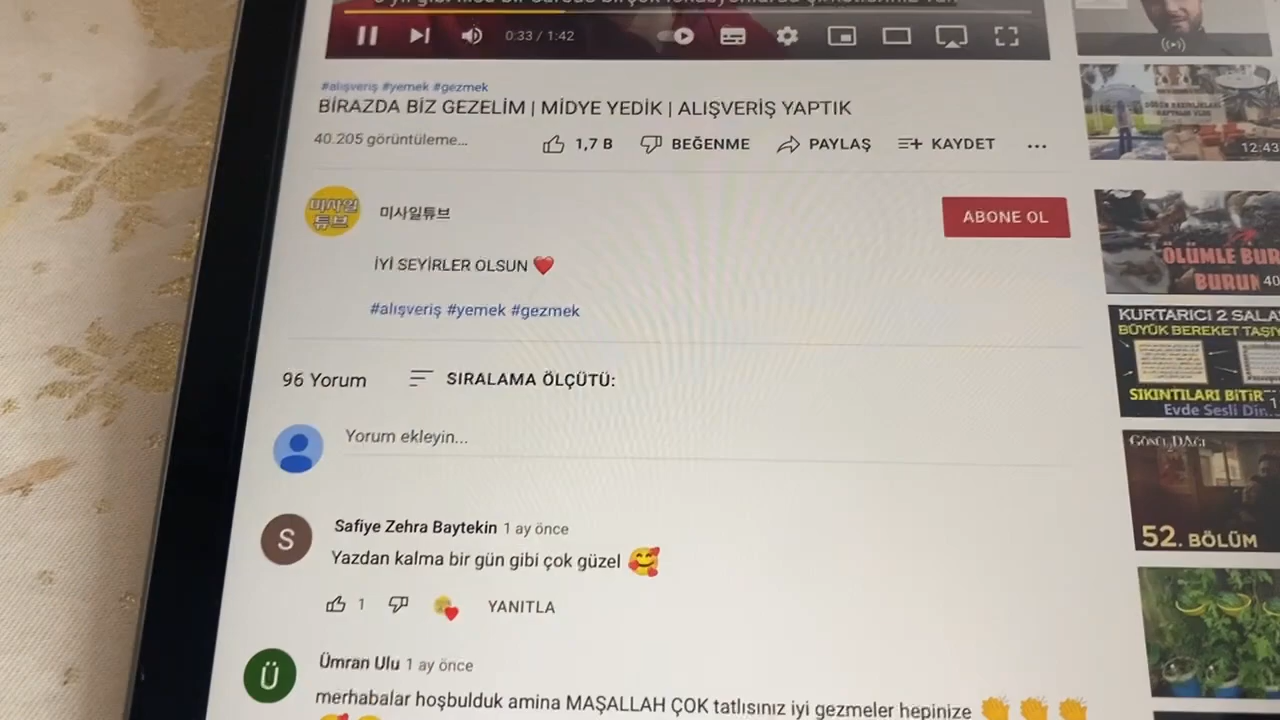 0:33 / 1:42
#alışveriş #yemek #gezmek
BİRAZDA BİZ GEZELİM | MİDYE YEDİK | ALIŞVERİŞ YAPTIK
40.205 görüntüleme...
1,7 B
BEĞENME
PAYLAŞ
KAYDET
...
미사일
튜브
미사일튜브
ABONE OL
İYİ SEYİRLER OLSUN ❤️
#alışveriş #yemek #gezmek
96 Yorum
SIRALAMA ÖLÇÜTÜ:
Yorum ekleyin...
S
Safiye Zehra Baytekin 1 ay önce
Yazdan kalma bir gün gibi çok güzel 🥰
1
YANITLA
Ü
Ümran Ulu 1 ay önce
merhabalar hoşbulduk amina MAŞALLAH ÇOK tatlısınız iyi gezmeler hepinize 👏 👏 👏
12:43
ÖLÜMLE BUR
BURUN
40
KURTARICI 2 SALA
BÜYÜK BEREKET TAŞIY
SIKINTILARI BİTİR
Evde Sesli Din...
GÖNÜL DAĞI
52. BÖLÜM